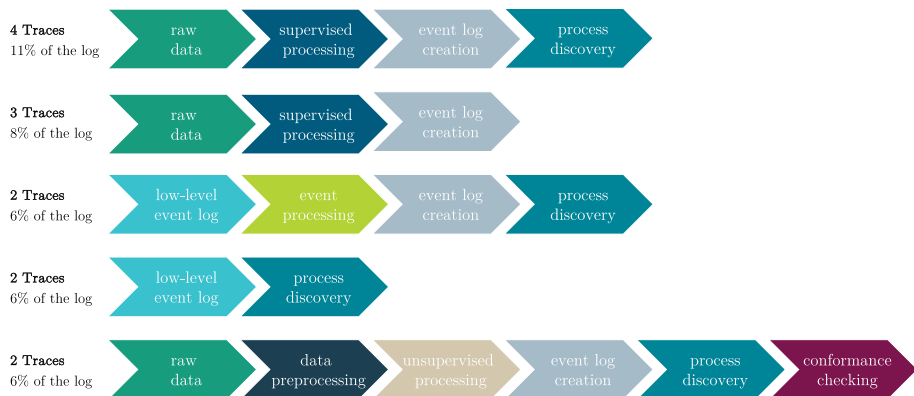 4 Traces
11% of the log
raw
data
supervised
processing
event log
creation
process
discovery
3 Traces
8% of the log
raw
data
supervised
processing
event log
creation
2 Traces
6% of the log
low-level
event log
event
processing
event log
creation
process
discovery
2 Traces
6% of the log
low-level
event log
process
discovery
2 Traces
6% of the log
raw
data
data
preprocessing
unsupervised
processing
event log
creation
process
discovery
conformance
checking